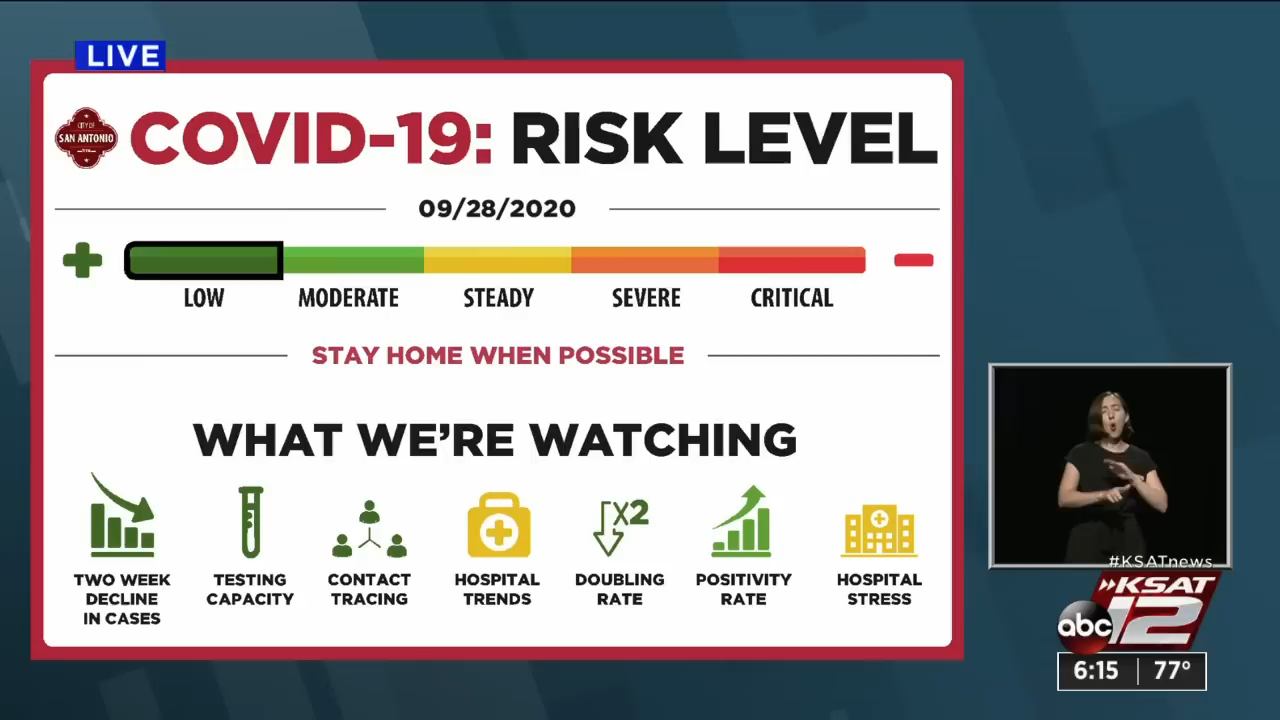 LIVE
CITY OF
SAN ANTONIO
COVID-19: RISK LEVEL
09/28/2020
LOW
MODERATE
STEADY
SEVERE
CRITICAL
STAY HOME WHEN POSSIBLE
WHAT WE'RE WATCHING
X2
TWO WEEK
DECLINE
IN CASES
TESTING
CAPACITY
CONTACT
TRACING
HOSPITAL
TRENDS
DOUBLING
RATE
POSITIVITY
RATE
HOSPITAL
STRESS
#KSATnews
KSAT
abc 12
6:15 77°